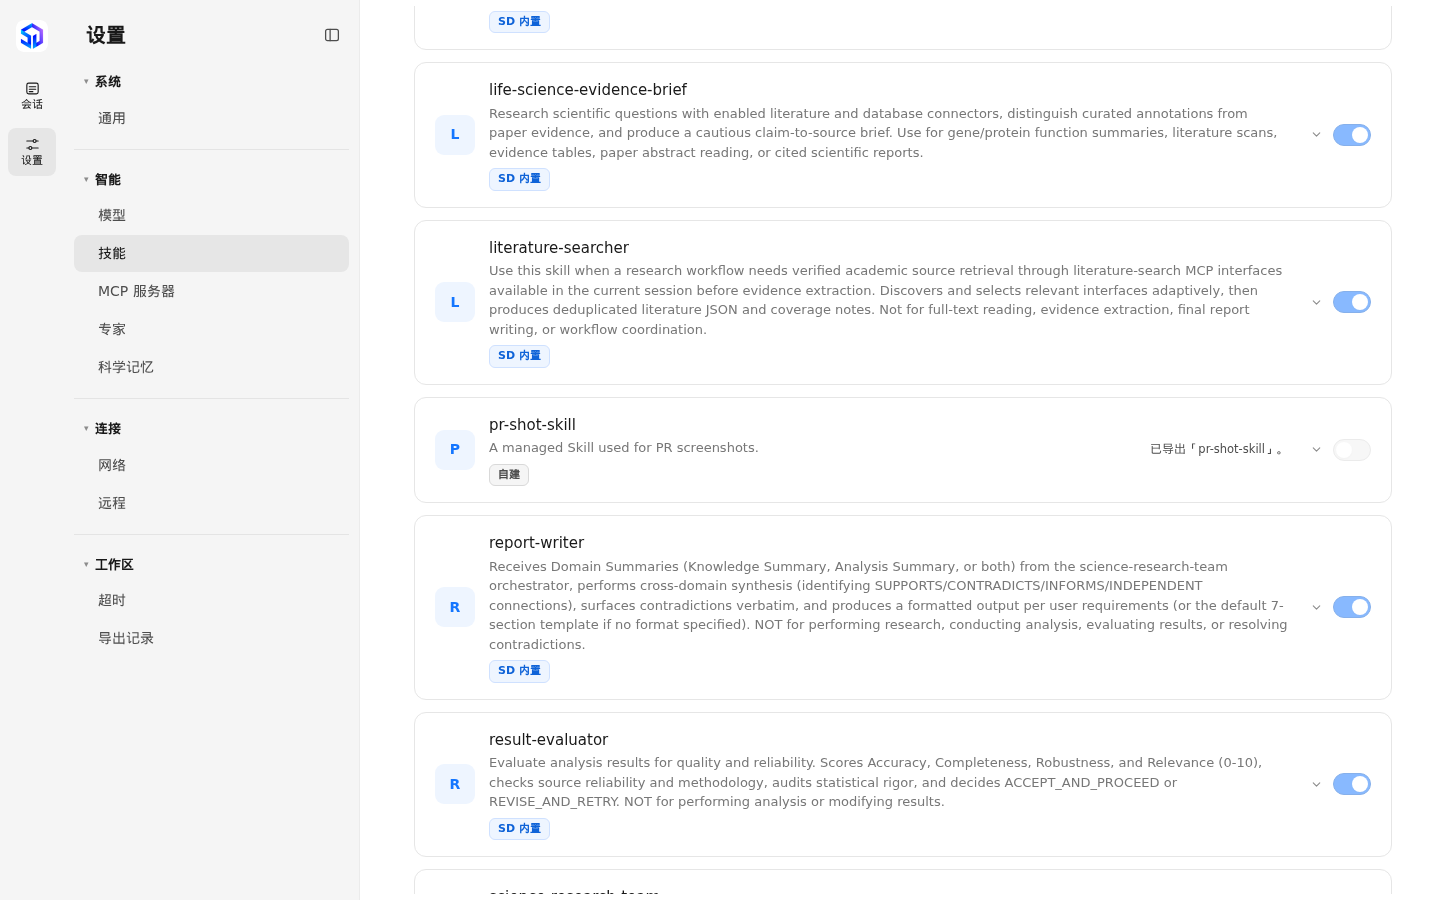 设置
会话
设置
系统
通用
智能
模型
技能
MCP 服务器
专家
科学记忆
连接
网络
远程
工作区
超时
导出记录
SD 内置
life-science-evidence-brief
L
Research scientific questions with enabled literature and database connectors, distinguish curated annotations from
paper evidence, and produce a cautious claim-to-source brief. Use for gene/protein function summaries, literature scans,
evidence tables, paper abstract reading, or cited scientific reports.
SD 内置
literature-searcher
L
Use this skill when a research workflow needs verified academic source retrieval through literature-search MCP interfaces
available in the current session before evidence extraction. Discovers and selects relevant interfaces adaptively, then
produces deduplicated literature JSON and coverage notes. Not for full-text reading, evidence extraction, final report
writing, or workflow coordination.
SD 内置
pr-shot-skill
P
A managed Skill used for PR screenshots.
已导出「pr-shot-skill」。
自建
report-writer
R
Receives Domain Summaries (Knowledge Summary, Analysis Summary, or both) from the science-research-team
orchestrator, performs cross-domain synthesis (identifying SUPPORTS/CONTRADICTS/INFORMS/INDEPENDENT
connections), surfaces contradictions verbatim, and produces a formatted output per user requirements (or the default 7-
section template if no format specified). NOT for performing research, conducting analysis, evaluating results, or resolving
contradictions.
SD 内置
result-evaluator
R
Evaluate analysis results for quality and reliability. Scores Accuracy, Completeness, Robustness, and Relevance (0-10),
checks source reliability and methodology, audits statistical rigor, and decides ACCEPT_AND_PROCEED or
REVISE_AND_RETRY. NOT for performing analysis or modifying results.
SD 内置
science-research-team